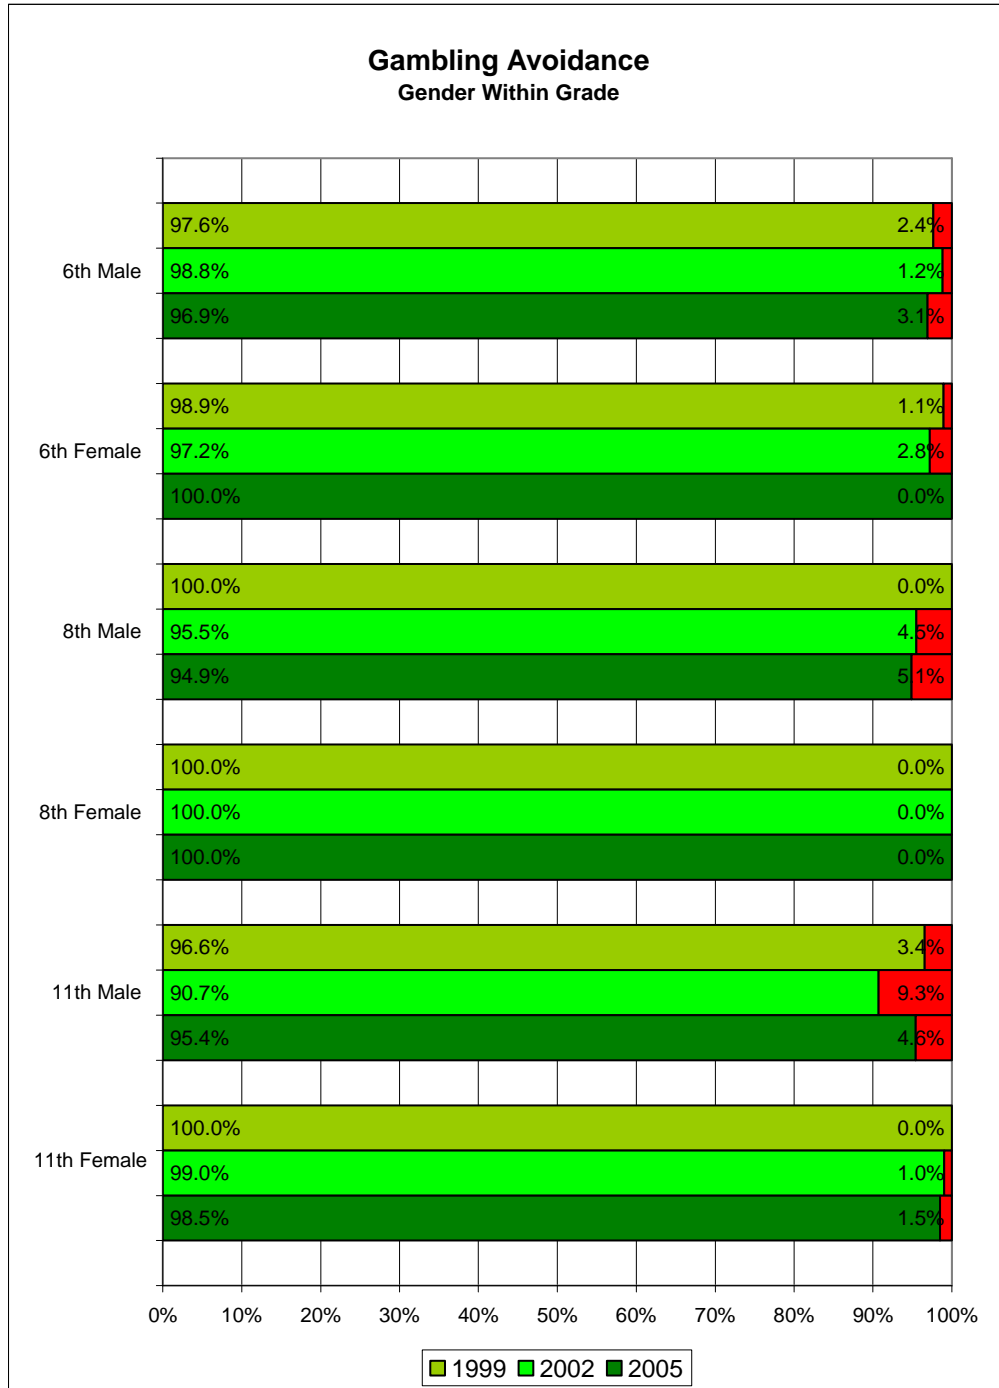 Gambling Avoidance
Gender Within Grade
97.6% 2.4%
6th Male 98.8% 1.2%
96.9% 3.1%
98.9% 1.1%
6th Female 97.2% 2.8%
100.0% 0.0%
100.0% 0.0%
8th Male 95.5% 4.5%
94.9% 5.1%
100.0% 0.0%
8th Female 100.0% 0.0%
100.0% 0.0%
96.6% 3.4%
11th Male 90.7% 9.3%
95.4% 4.6%
100.0% 0.0%
11th Female 99.0% 1.0%
98.5% 1.5%
0% 10% 20% 30% 40% 50% 60% 70% 80% 90% 100%
1999 2002 2005